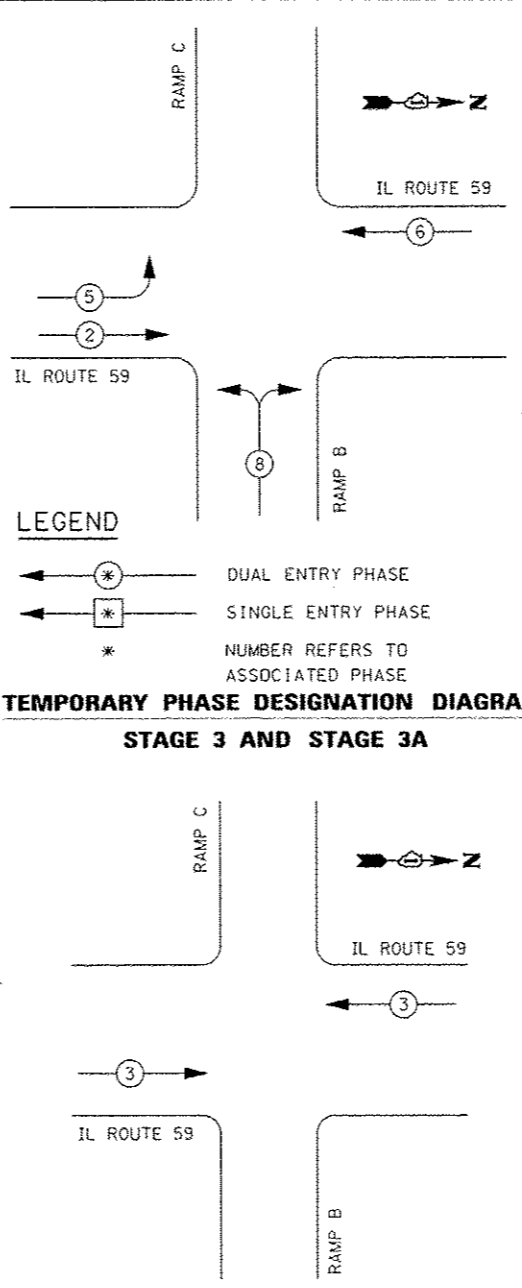 RAMP C
N
IL ROUTE 59
6
5
2
IL ROUTE 59
8
RAMP B
LEGEND
* DUAL ENTRY PHASE
* SINGLE ENTRY PHASE
* NUMBER REFERS TO
ASSOCIATED PHASE
TEMPORARY PHASE DESIGNATION DIAGRA
STAGE 3 AND STAGE 3A
RAMP C
N
IL ROUTE 59
3
3
IL ROUTE 59
RAMP B